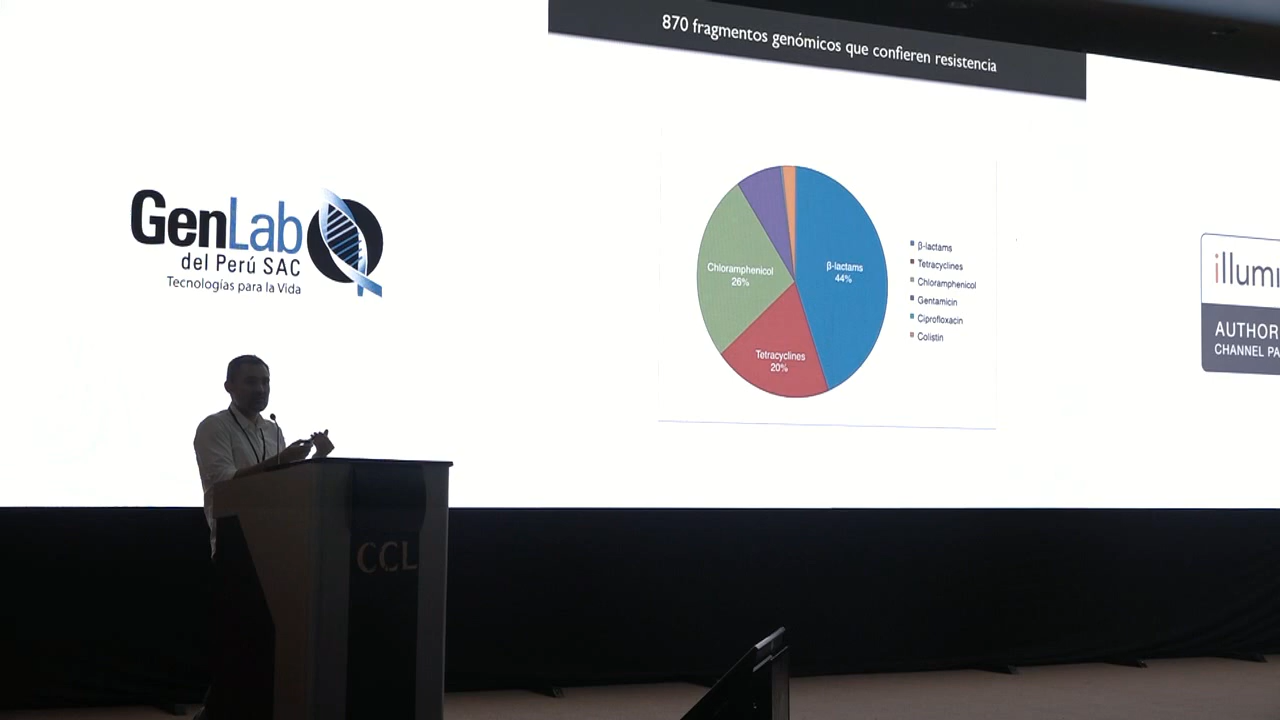 870 fragmentos genómicos que confieren resistencia
GenLab
del Perú SAC
Tecnologías para la Vida
Chloramphenicol
26%
β-lactams
44%
Tetracyclines
20%
β-lactams
Tetracyclines
Chloramphenicol
Gentamicin
Ciprofloxacin
Colistin
illumi
AUTHOR
CHANNEL PA
CCL